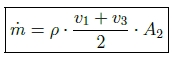 ṁ = ρ · (v₁ + v₃)/2 · A₂